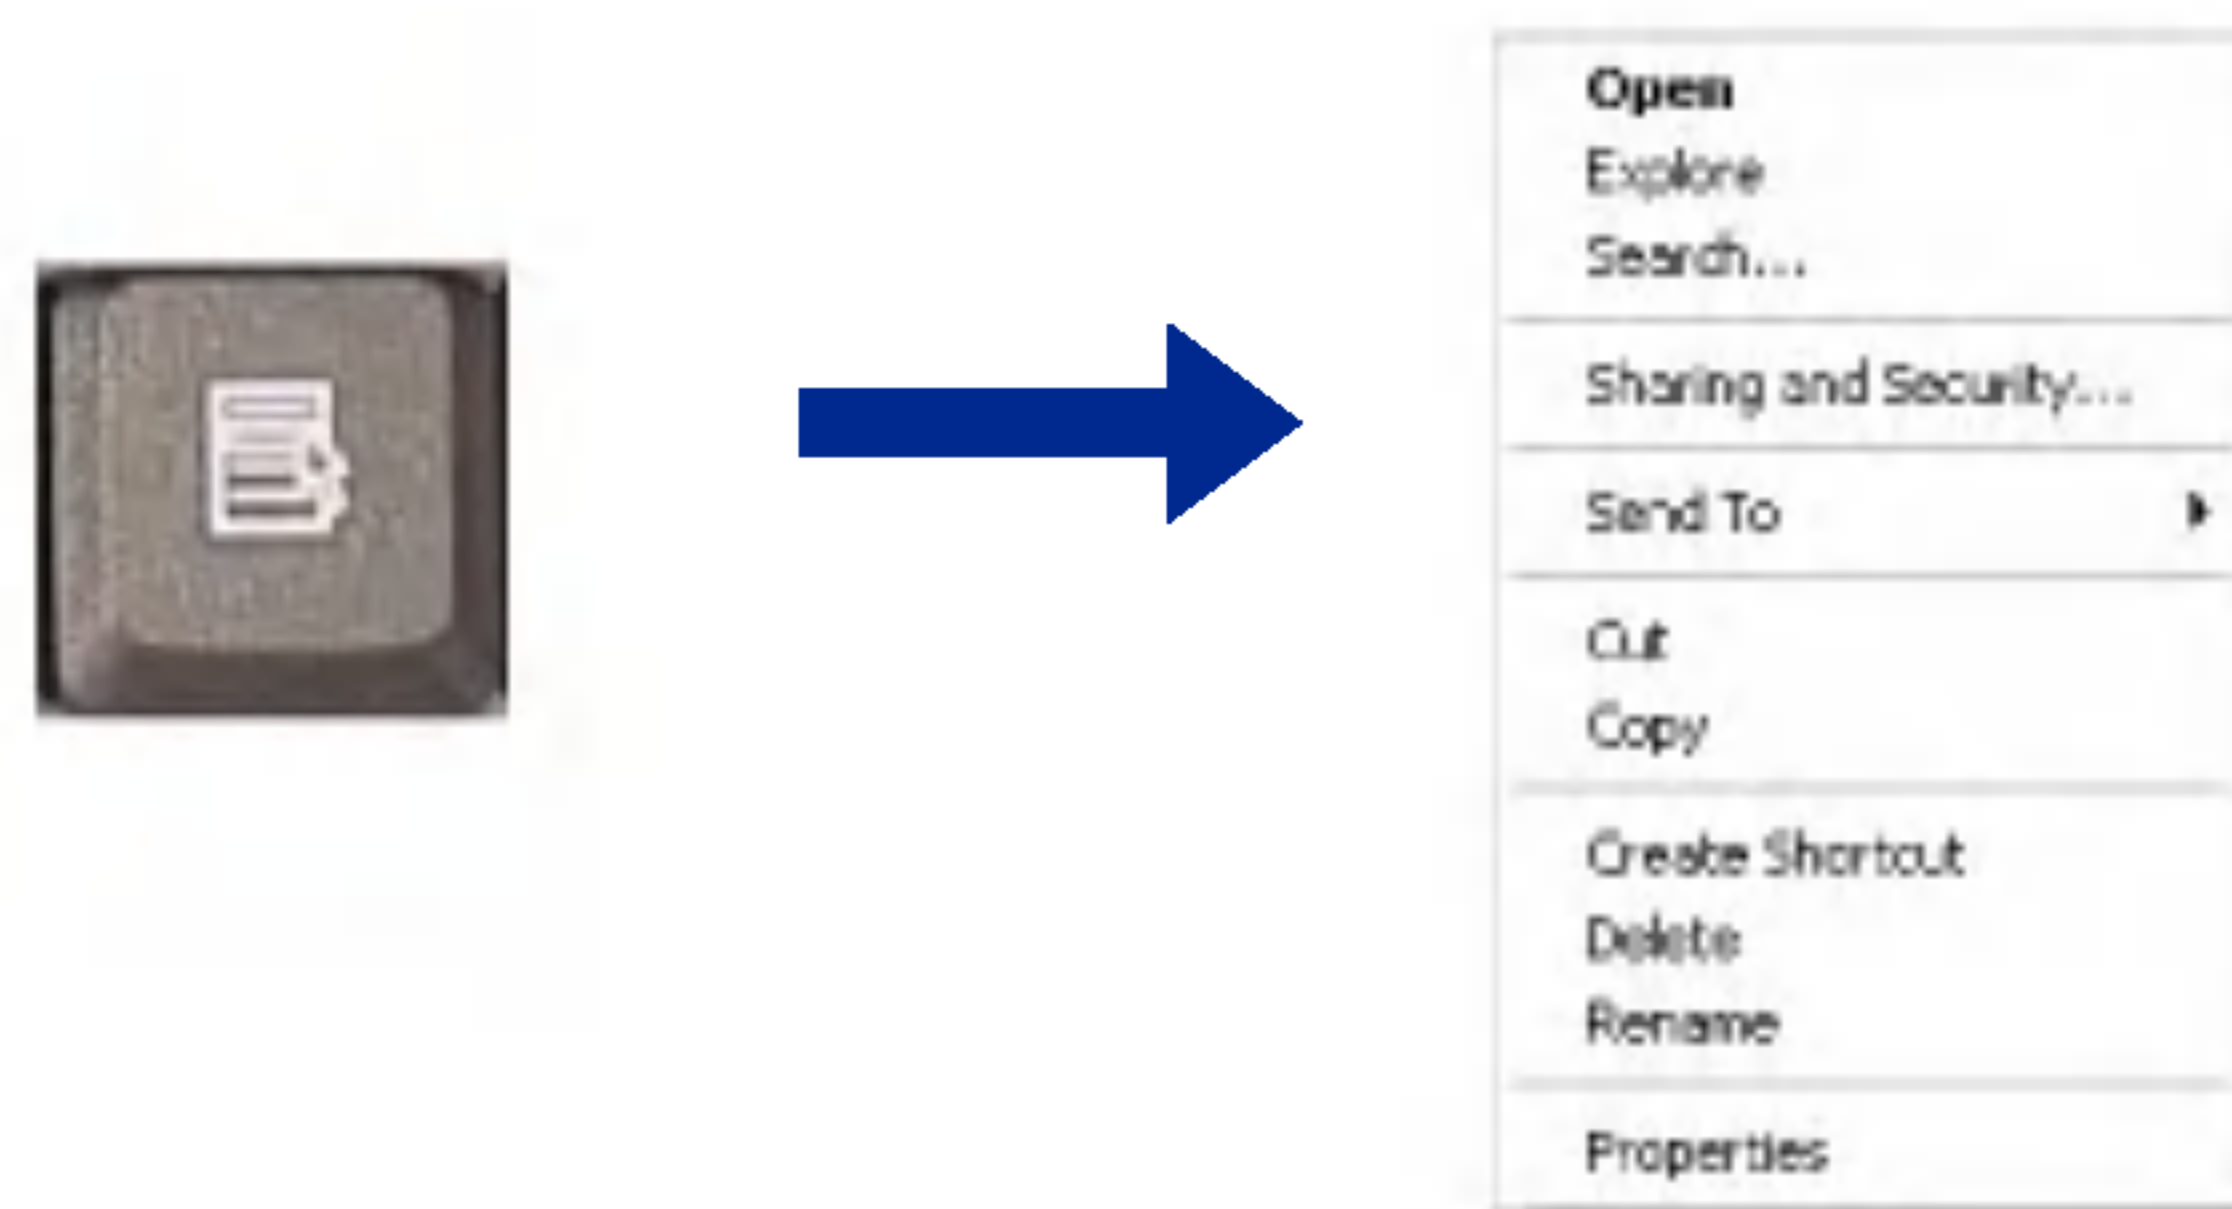 Open
Explore
Search...
Sharing and Security...
Send To
Cut
Copy
Create Shortcut
Delete
Rename
Properties